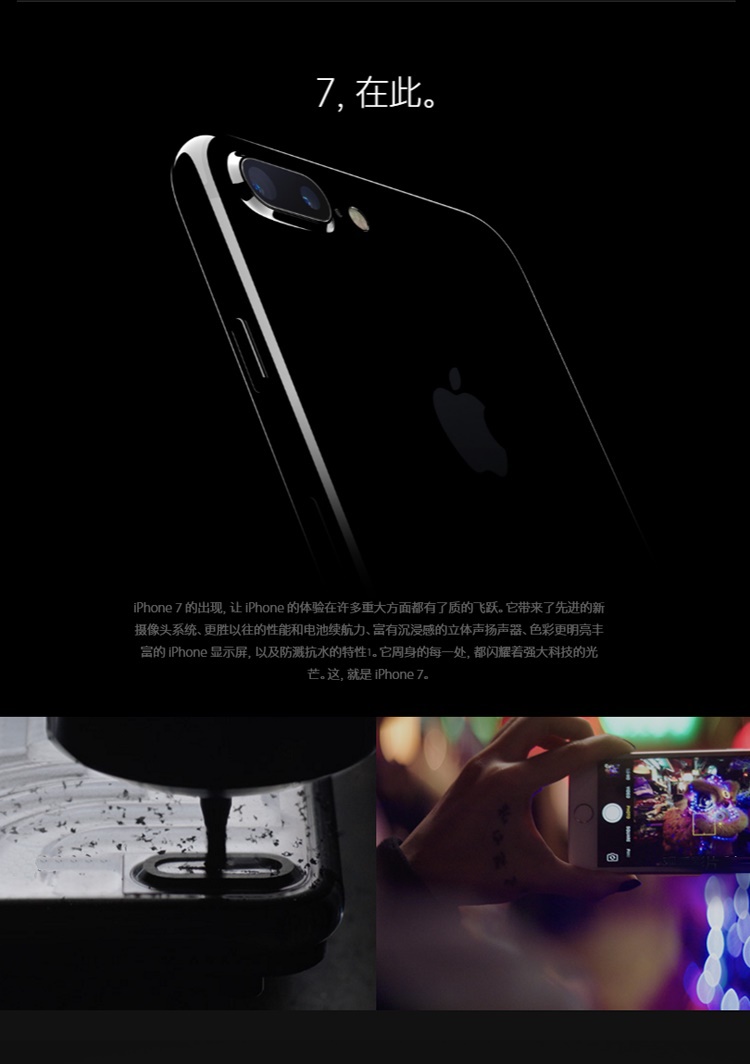 7, 在此。
iPhone 7 的出现, 让 iPhone 的体验在许多重大方面都有了质的飞跃。它带来了先进的新
摄像头系统、更胜以往的性能和电池续航力、富有沉浸感的立体声扬声器、色彩更明亮丰
富的 iPhone 显示屏, 以及防溅抗水的特性1。它周身的每一处, 都闪耀着强大科技的光
芒。这, 就是 iPhone 7。